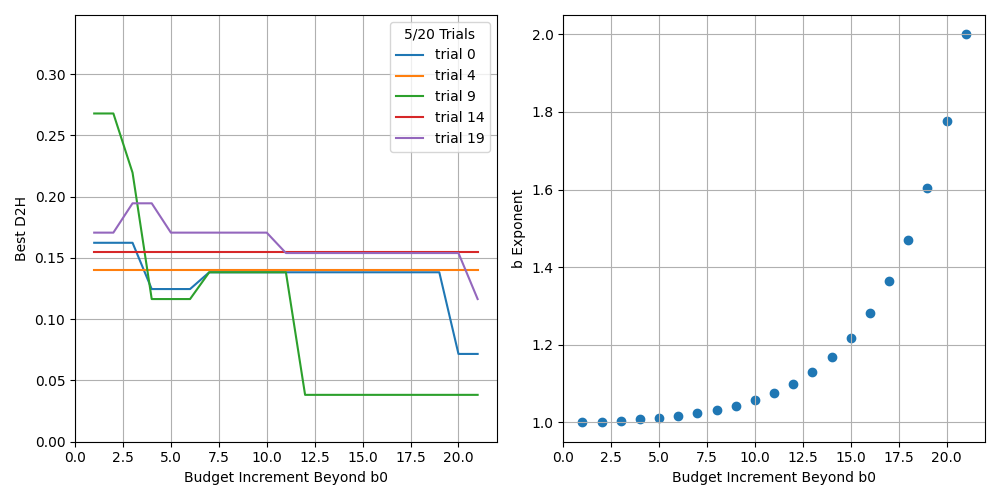 5/20 Trials
trial 0
trial 4
trial 9
trial 14
trial 19
0.30
0.25
0.20
0.15
0.10
0.05
0.00
Best D2H
0.0 2.5 5.0 7.5 10.0 12.5 15.0 17.5 20.0
Budget Increment Beyond b0
2.0
1.8
1.6
1.4
1.2
1.0
b Exponent
0.0 2.5 5.0 7.5 10.0 12.5 15.0 17.5 20.0
Budget Increment Beyond b0